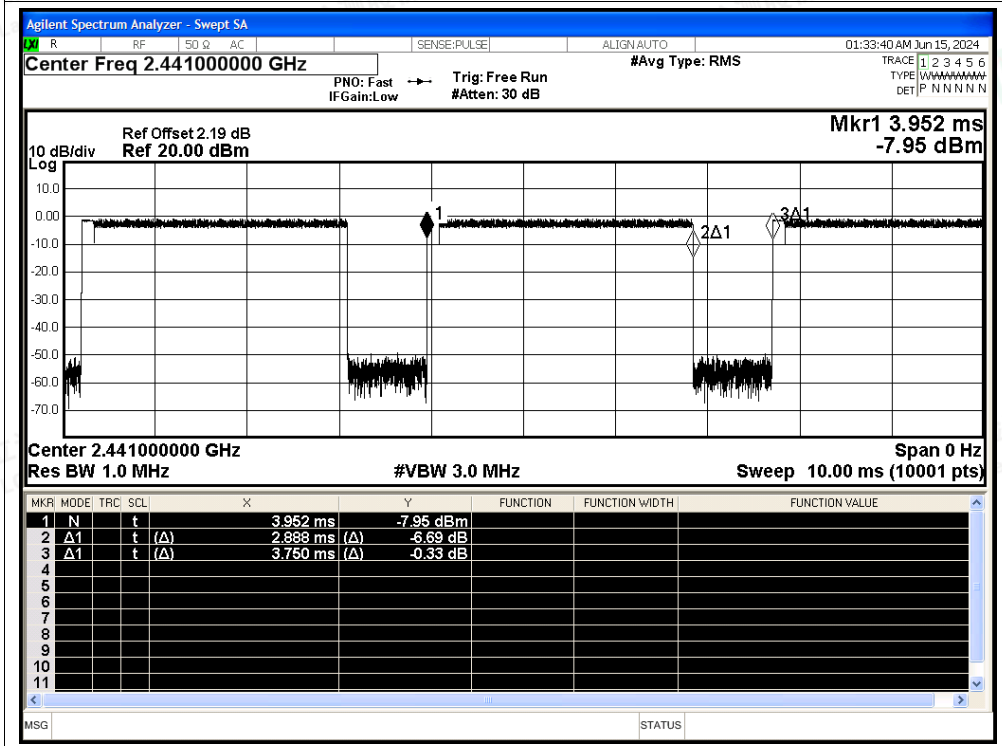 Agilent Spectrum Analyzer - Swept SA
LXI R RF 50 Ω AC SENSE:PULSE ALIGN AUTO 01:33:40 AM Jun 15, 2024
Center Freq 2.441000000 GHz #Avg Type: RMS TRACE 1 2 3 4 5 6
PNO: Fast Trig: Free Run TYPE
IFGain:Low #Atten: 30 dB DET P N N N N N
Mkr1 3.952 ms
Ref Offset 2.19 dB
10 dB/div Ref 20.00 dBm -7.95 dBm
Log
10.0
0.00
1
3Δ1
2Δ1
-10.0
-20.0
-30.0
-40.0
-50.0
-60.0
-70.0
Center 2.441000000 GHz Span 0 Hz
Res BW 1.0 MHz #VBW 3.0 MHz Sweep 10.00 ms (10001 pts)
MKR MODE TRC SCL X Y FUNCTION FUNCTION WIDTH FUNCTION VALUE
1 N t 3.952 ms -7.95 dBm
2 Δ1 t (Δ) 2.888 ms (Δ) -6.69 dB
3 Δ1 t (Δ) 3.750 ms (Δ) -0.33 dB
4
5
6
7
8
9
10
11
MSG STATUS